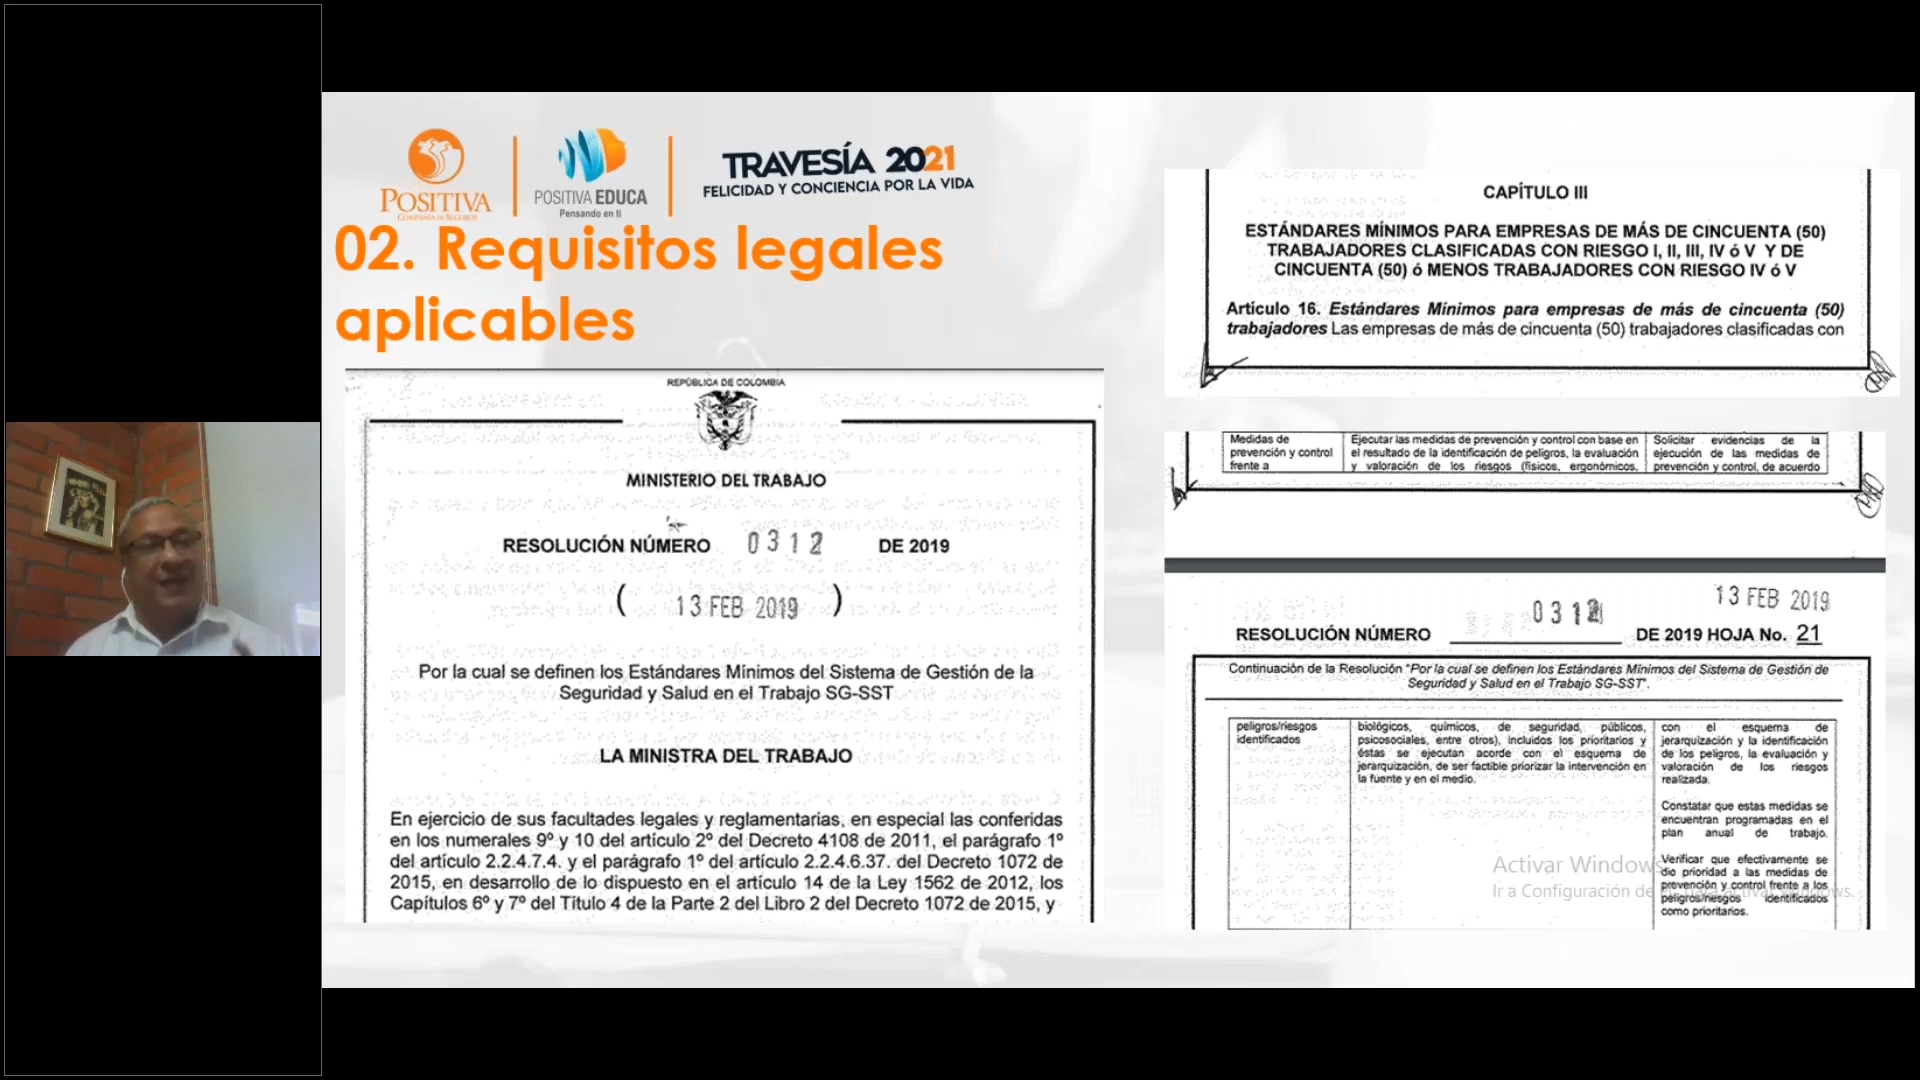 POSITIVA
COMPAÑÍA DE SEGUROS
POSITIVA EDUCA
Pensando en ti
TRAVESÍA 2021
FELICIDAD Y CONCIENCIA POR LA VIDA
02. Requisitos legales
aplicables
REPÚBLICA DE COLOMBIA
MINISTERIO DEL TRABAJO
RESOLUCIÓN NÚMERO 0312 DE 2019
( 13 FEB 2019 )
Por la cual se definen los Estándares Mínimos del Sistema de Gestión de la
Seguridad y Salud en el Trabajo SG-SST
LA MINISTRA DEL TRABAJO
En ejercicio de sus facultades legales y reglamentarias, en especial las conferidas
en los numerales 9º y 10 del artículo 2º del Decreto 4108 de 2011, el parágrafo 1º
del artículo 2.2.4.7.4. y el parágrafo 1º del artículo 2.2.4.6.37. del Decreto 1072 de
2015, en desarrollo de lo dispuesto en el artículo 14 de la Ley 1562 de 2012, los
Capítulos 6º y 7º del Título 4 de la Parte 2 del Libro 2 del Decreto 1072 de 2015, y
CAPÍTULO III
ESTÁNDARES MÍNIMOS PARA EMPRESAS DE MÁS DE CINCUENTA (50)
TRABAJADORES CLASIFICADAS CON RIESGO I, II, III, IV ó V Y DE
CINCUENTA (50) ó MENOS TRABAJADORES CON RIESGO IV ó V
Artículo 16. Estándares Mínimos para empresas de más de cincuenta (50)
trabajadores Las empresas de más de cincuenta (50) trabajadores clasificadas con
Medidas de
prevención y control
frente a
Ejecutar las medidas de prevención y control con base en
el resultado de la identificación de peligros, la evaluación
y valoración de los riesgos (físicos, ergonómicos,
Solicitar evidencias de la
ejecución de las medidas de
prevención y control, de acuerdo
13 FEB 2019
RESOLUCIÓN NÚMERO 0312 DE 2019 HOJA No. 21
Continuación de la Resolución "Por la cual se definen los Estándares Mínimos del Sistema de Gestión de
Seguridad y Salud en el Trabajo SG-SST".
peligros/riesgos
identificados
biológicos, químicos, de seguridad, públicos,
psicosociales, entre otros), incluidos los prioritarios y
éstas se ejecutan acorde con el esquema de
jerarquización, de ser factible priorizar la intervención en
la fuente y en el medio.
con el esquema de
jerarquización y la identificación
de los peligros, la evaluación y
valoración de los riesgos
realizada.
Constatar que estas medidas se
encuentran programadas en el
plan anual de trabajo.
Verificar que efectivamente se
dio prioridad a las medidas de
prevención y control frente a los
peligros/riesgos identificados
como prioritarios.
Activar Windows
Ir a Configuración de